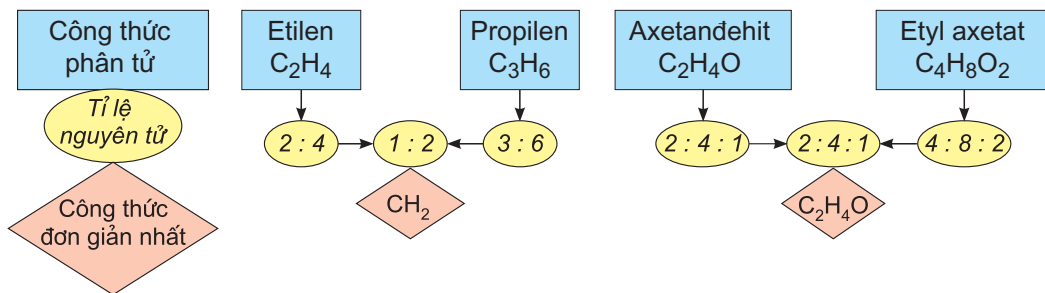 Công thức
phân tử
Tỉ lệ
nguyên tử
Công thức
đơn giản nhất
Etilen
C₂H₄
Propilen
C₃H₆
2 : 4
1 : 2
3 : 6
CH₂
Axetanđehit
C₂H₄O
Etyl axetat
C₄H₈O₂
2 : 4 : 1
2 : 4 : 1
4 : 8 : 2
C₂H₄O